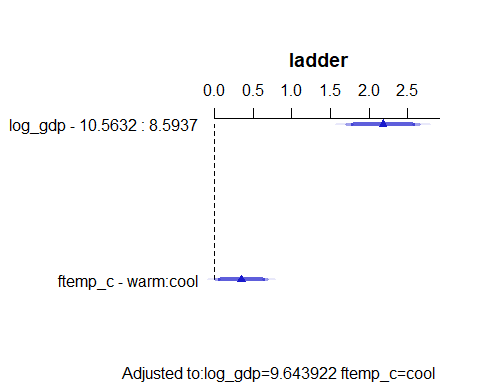 ladder
0.0 0.5 1.0 1.5 2.0 2.5
log_gdp - 10.5632 : 8.5937
ftemp_c - warm:cool
Adjusted to:log_gdp=9.643922 ftemp_c=cool